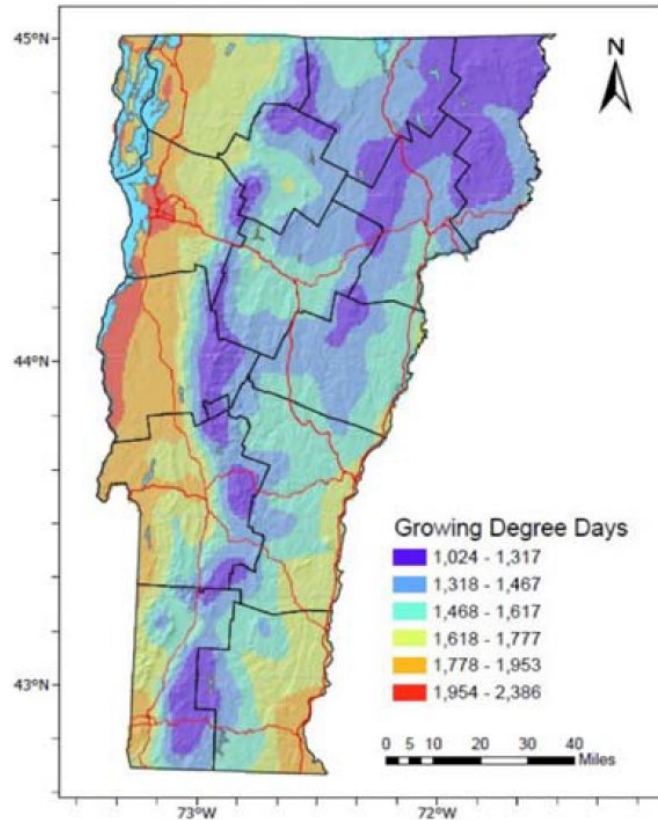 45°N
N
44°N
Growing Degree Days
1,024 - 1,317
1,318 - 1,467
1,468 - 1,617
1,618 - 1,777
1,778 - 1,953
1,954 - 2,386
43°N
0 5 10 20 30 40
Miles
73°W 72°W